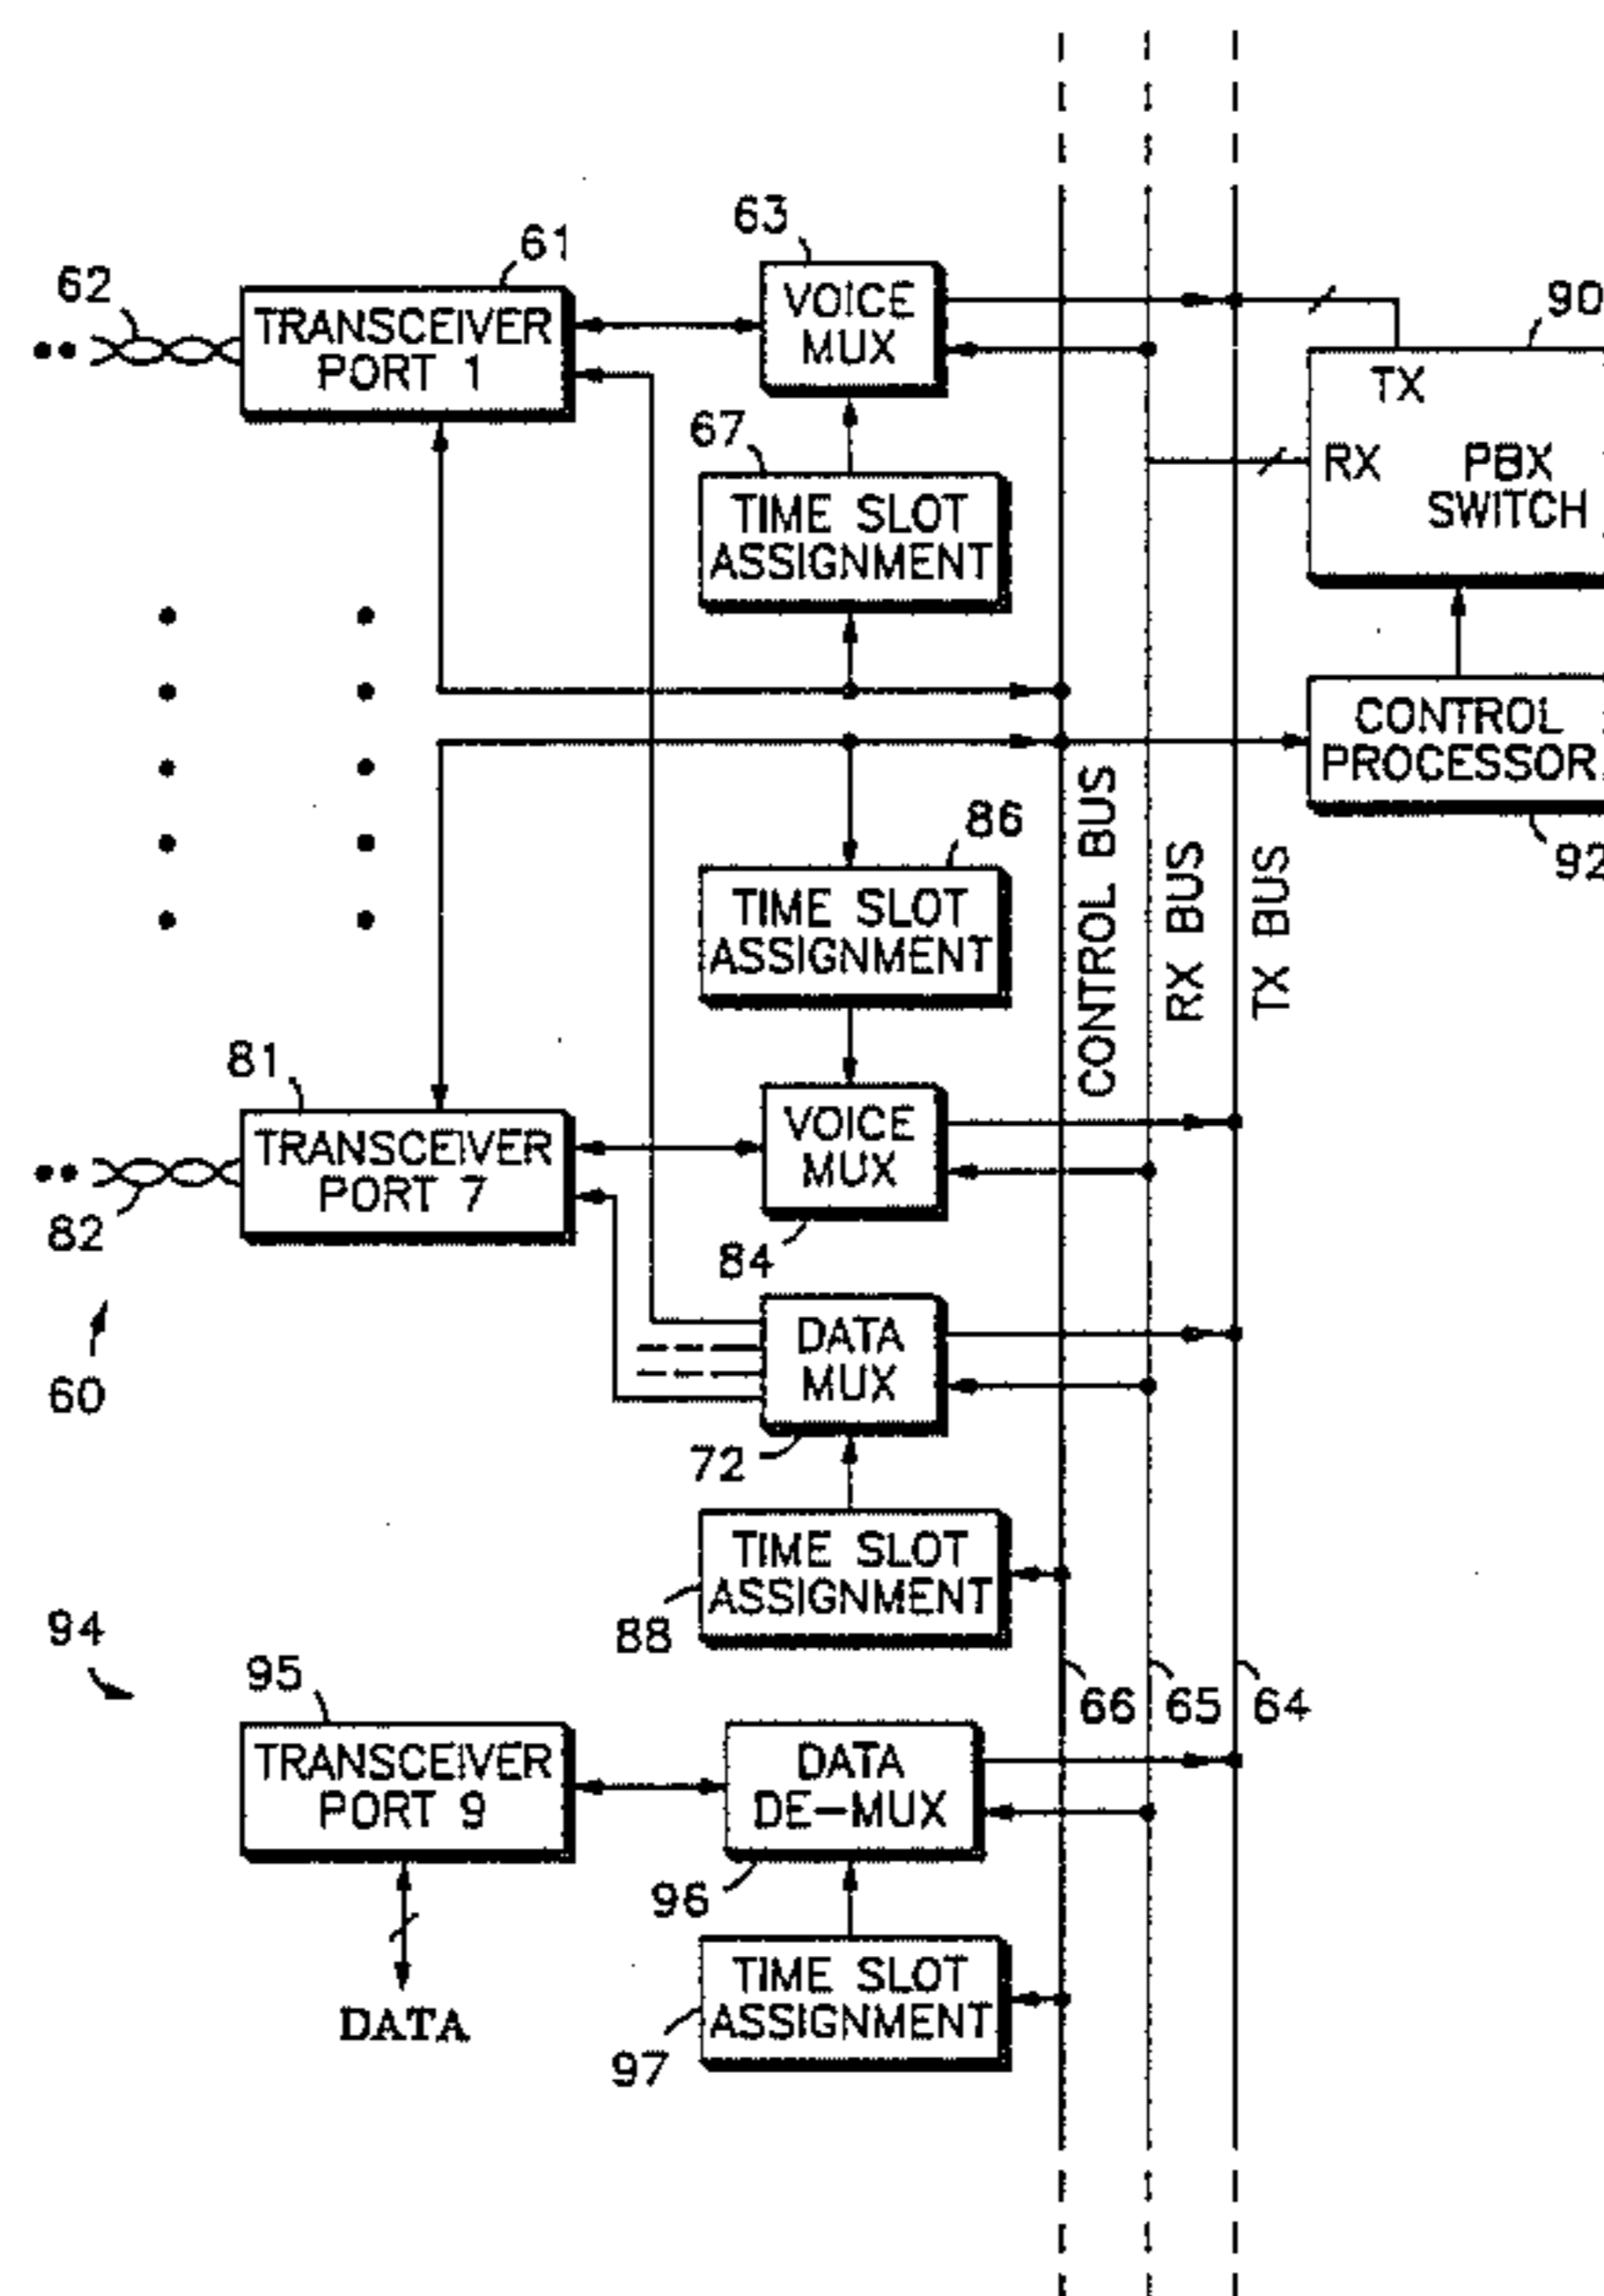 63
61
62
TRANSCEIVER
PORT 1
VOICE
MUX
90
TX
RX
PBX
SWITCH
67
TIME SLOT
ASSIGNMENT
CONTROL
PROCESSOR
92
86
TIME SLOT
ASSIGNMENT
CONTROL BUS
RX BUS
TX BUS
81
TRANSCEIVER
PORT 7
VOICE
MUX
82
84
60
DATA
MUX
72
TIME SLOT
ASSIGNMENT
88
94
95
66
65
64
TRANSCEIVER
PORT 9
DATA
DE-MUX
96
TIME SLOT
ASSIGNMENT
97
DATA